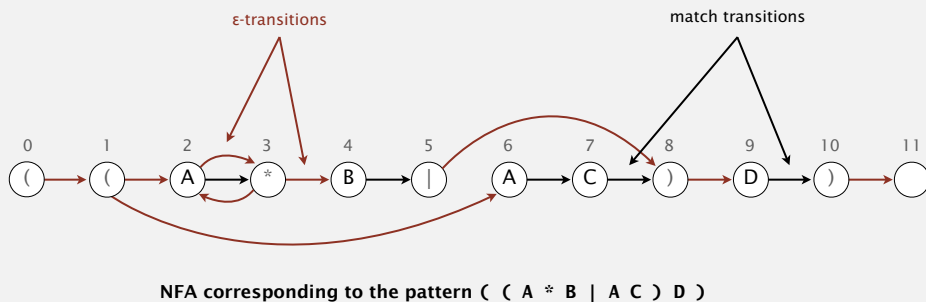 ε-transitions
match transitions
0 1 2 3 4 5 6 7 8 9 10 11
( ( A * B | A C ) D )
NFA corresponding to the pattern ( ( A * B | A C ) D )